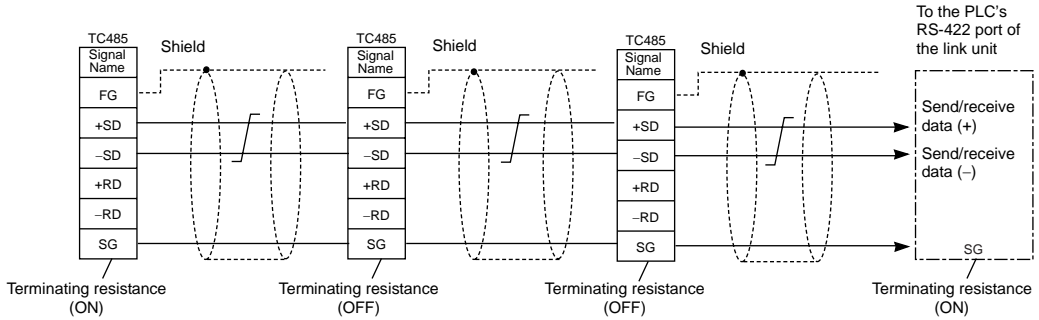 To the PLC's
RS-422 port of
the link unit
TC485
Signal
Name
FG
+SD
−SD
+RD
−RD
SG
Shield
Terminating resistance
(ON)
TC485
Signal
Name
FG
+SD
−SD
+RD
−RD
SG
Shield
Terminating resistance
(OFF)
TC485
Signal
Name
FG
+SD
−SD
+RD
−RD
SG
Shield
Terminating resistance
(OFF)
Send/receive
data (+)
Send/receive
data (−)
SG
Terminating resistance
(ON)